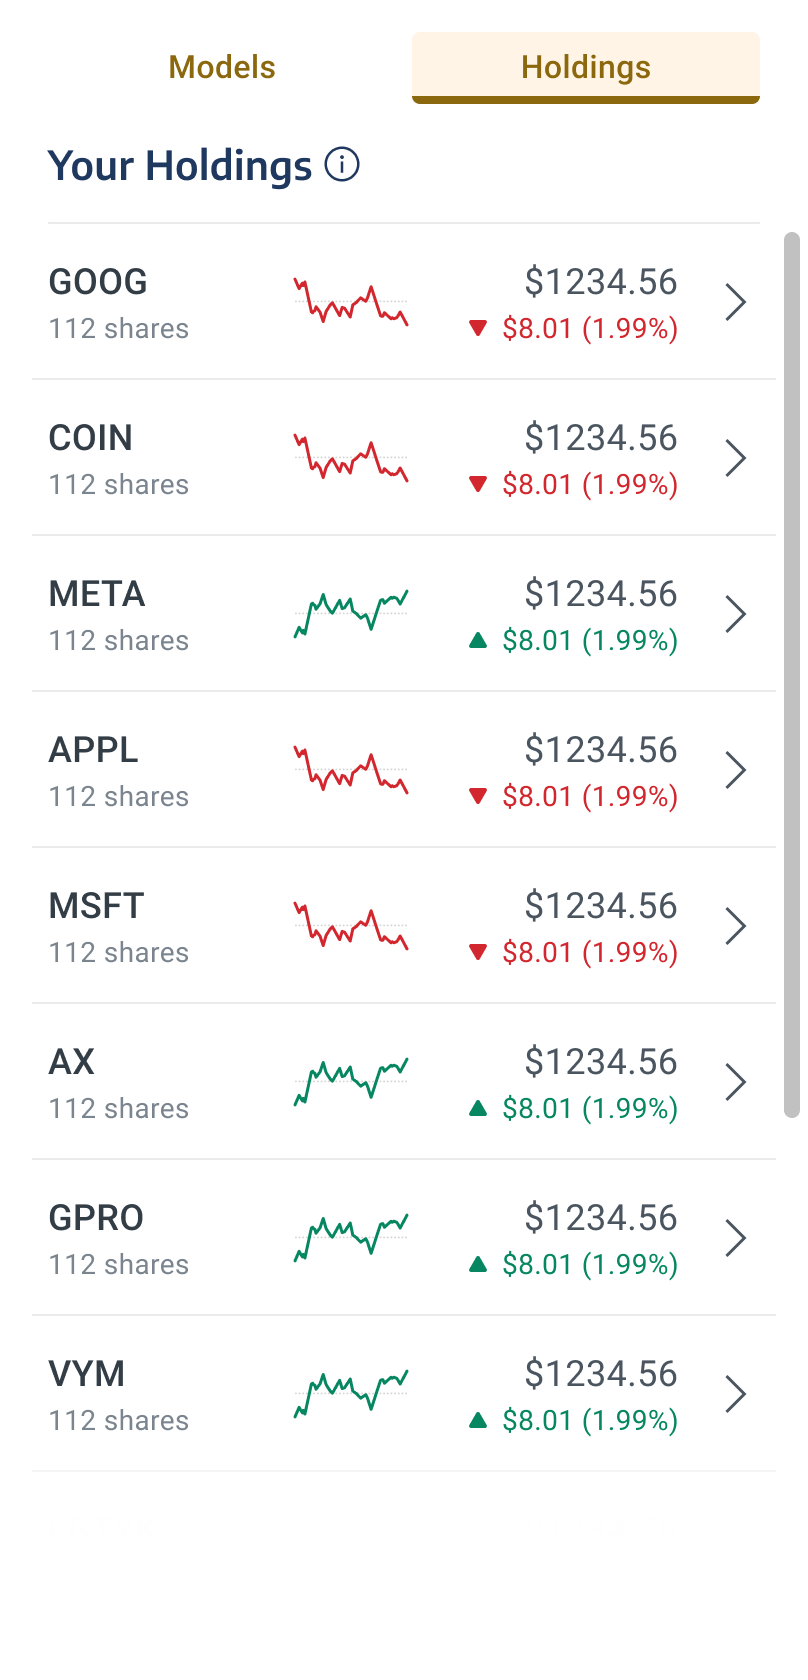 Models Holdings
Your Holdings
GOOG $1234.56
112 shares $8.01 (1.99%)
COIN $1234.56
112 shares $8.01 (1.99%)
META $1234.56
112 shares $8.01 (1.99%)
APPL $1234.56
112 shares $8.01 (1.99%)
MSFT $1234.56
112 shares $8.01 (1.99%)
AX $1234.56
112 shares $8.01 (1.99%)
GPRO $1234.56
112 shares $8.01 (1.99%)
VYM $1234.56
112 shares $8.01 (1.99%)